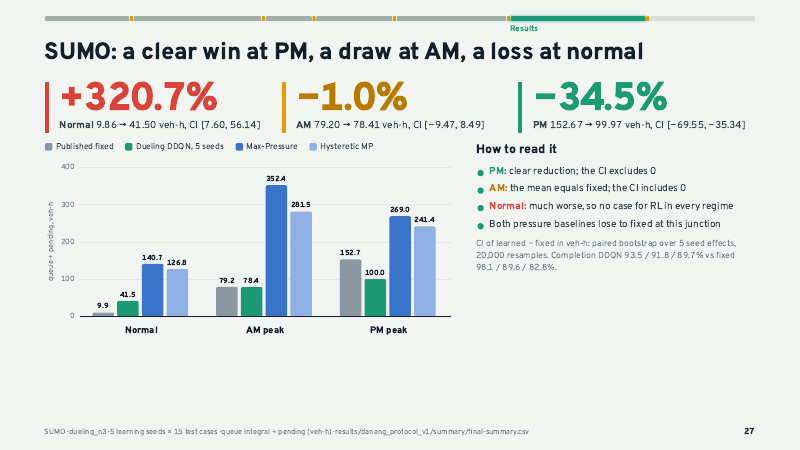 Results
SUMO: a clear win at PM, a draw at AM, a loss at normal
+320.7%
Normal 9.86 → 41.50 veh-h, CI [7.60, 56.14]
−1.0%
AM 79.20 → 78.41 veh-h, CI [−9.47, 8.49]
−34.5%
PM 152.67 → 99.97 veh-h, CI [−69.55, −35.34]
Published fixed
Dueling DDQN, 5 seeds
Max-Pressure
Hysteretic MP
queue + pending, veh-h
400
300
200
100
0
9.9
41.5
140.7
126.8
79.2
78.4
352.4
281.5
152.7
100.0
269.0
241.4
Normal
AM peak
PM peak
How to read it
PM: clear reduction; the CI excludes 0
AM: the mean equals fixed; the CI includes 0
Normal: much worse, so no case for RL in every regime
Both pressure baselines lose to fixed at this junction
CI of learned − fixed in veh-h: paired bootstrap over 5 seed effects,
20,000 resamples. Completion DDQN 93.5 / 91.8 / 89.7% vs fixed
98.1 / 89.6 / 82.8%.
SUMO·dueling_n3·5 learning seeds × 15 test cases·queue integral + pending (veh-h)·results/danang_protocol_v1/summary/final-summary.csv
27